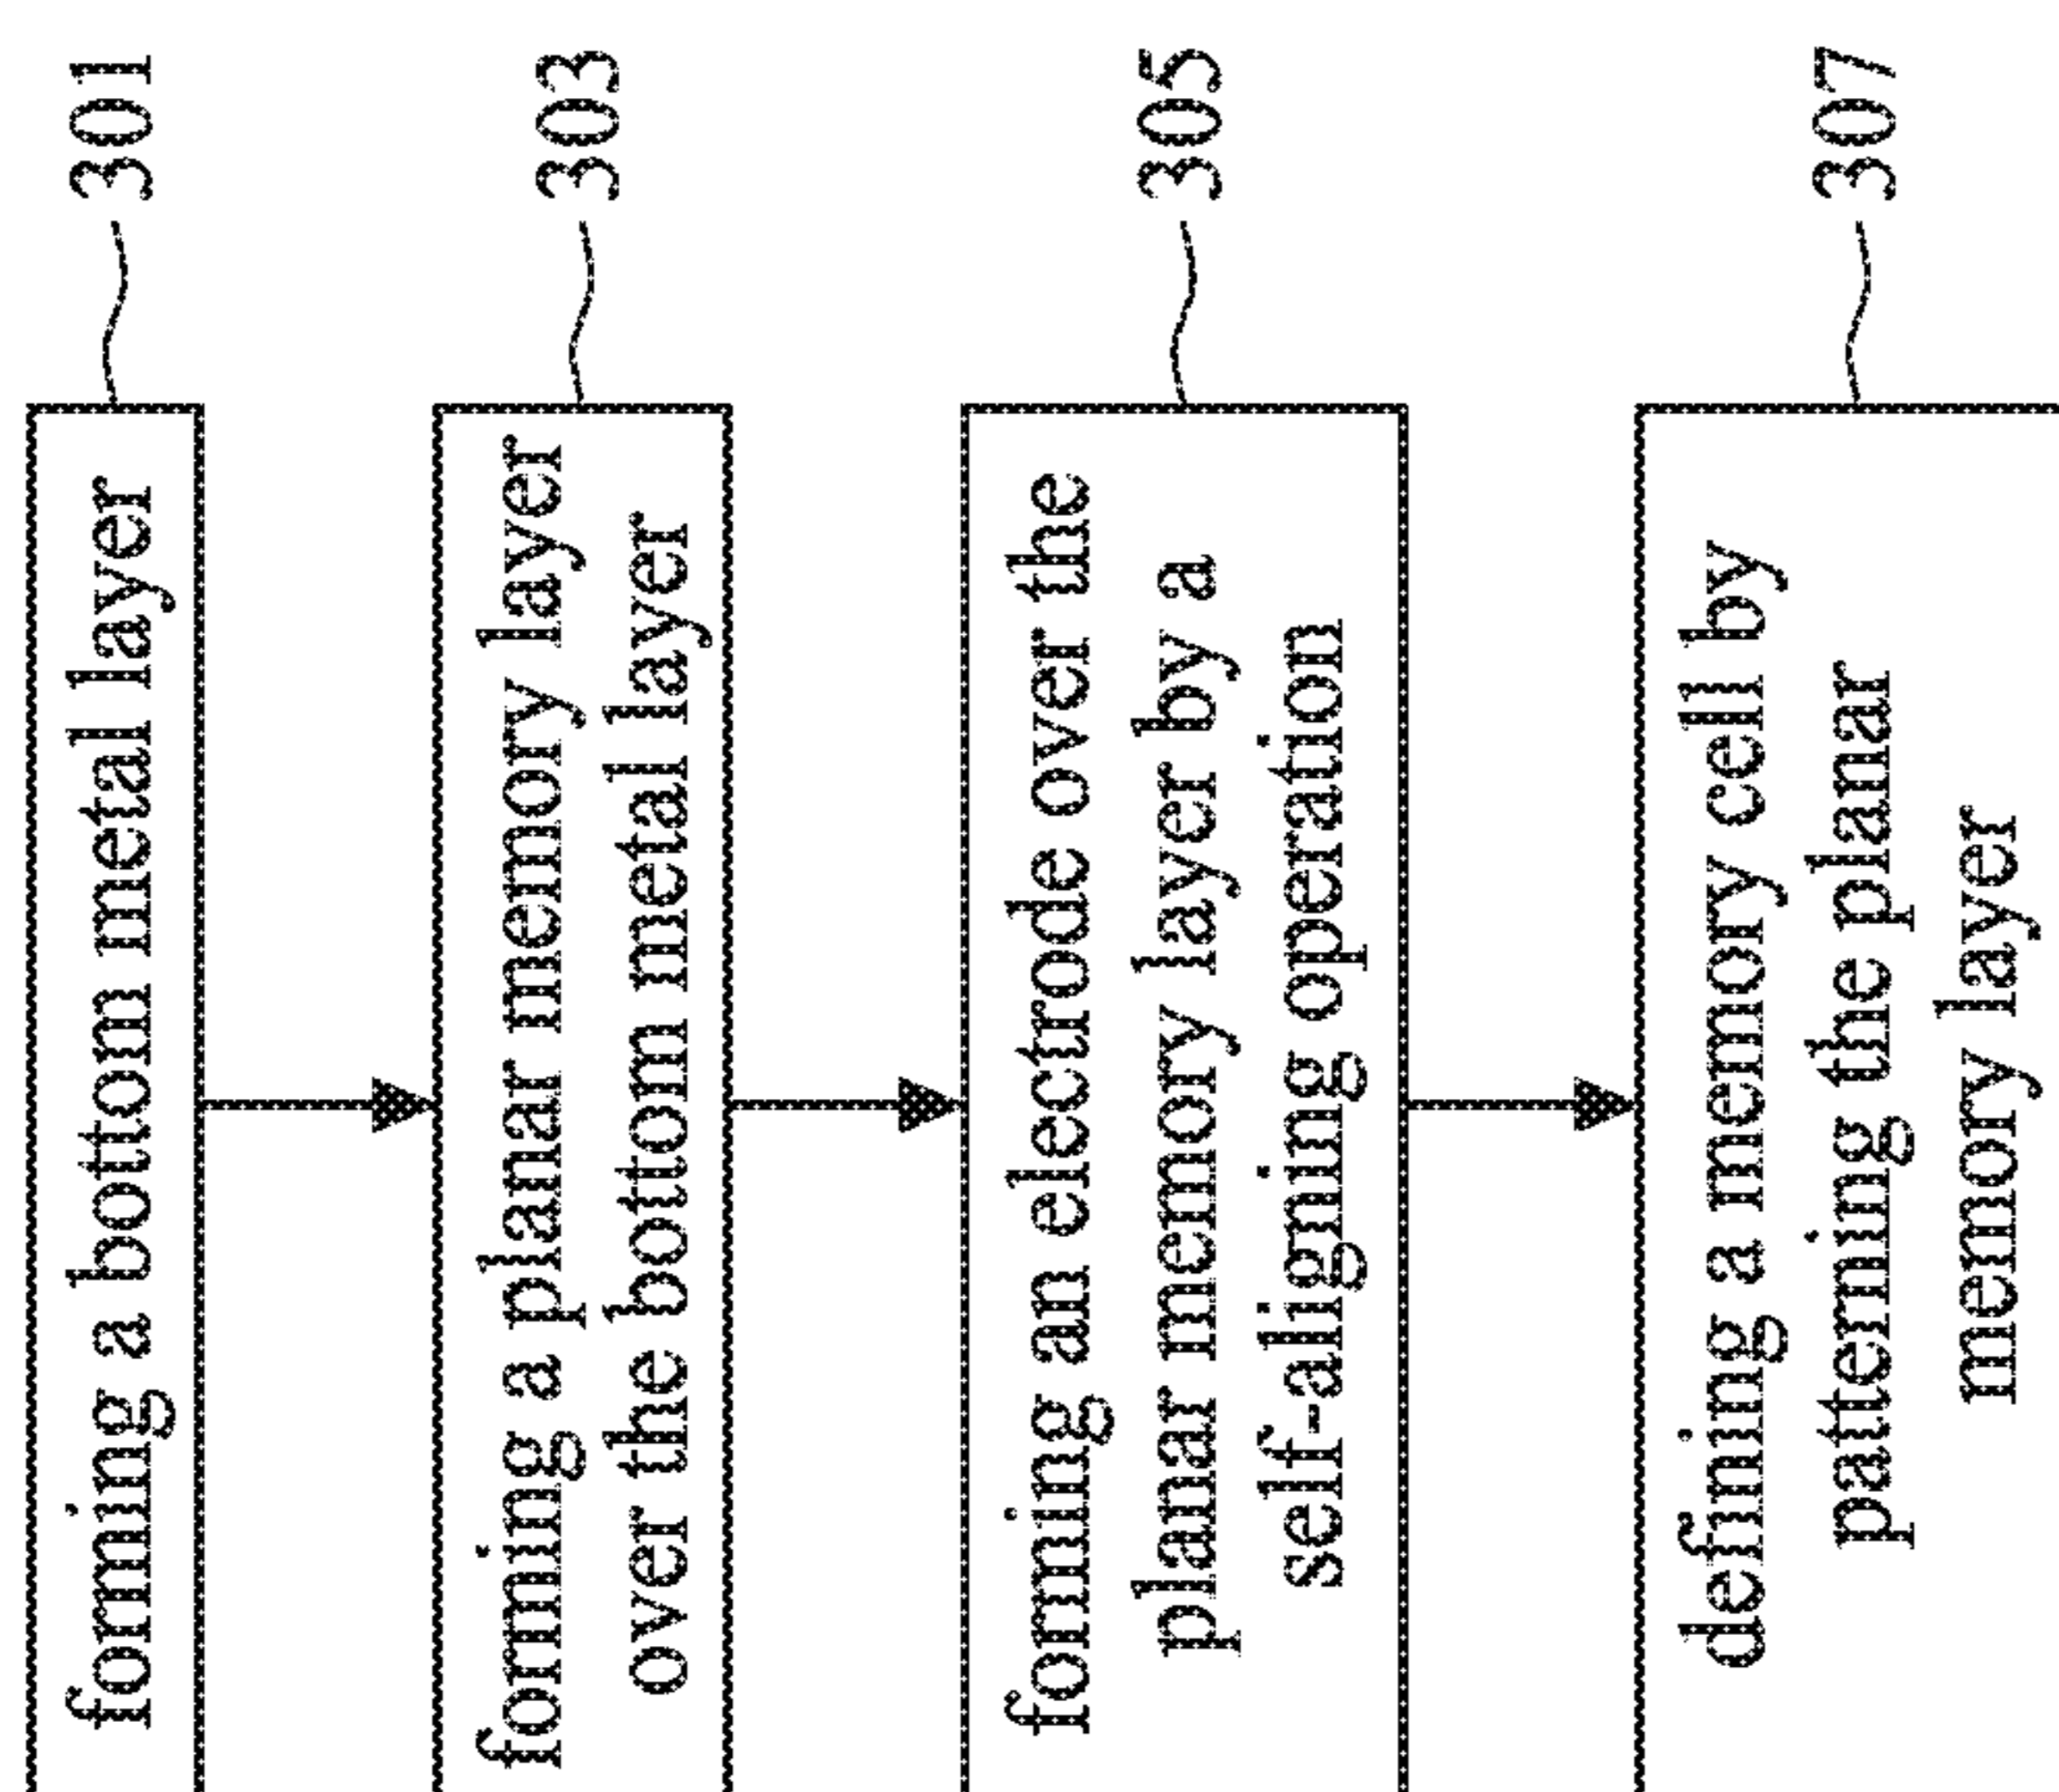 forming a bottom metal layer
301
forming a planar memory layer
over the bottom metal layer
303
forming an electrode over the
planar memory layer by a
self-aligning operation
305
defining a memory cell by
patterning the planar
memory layer
307